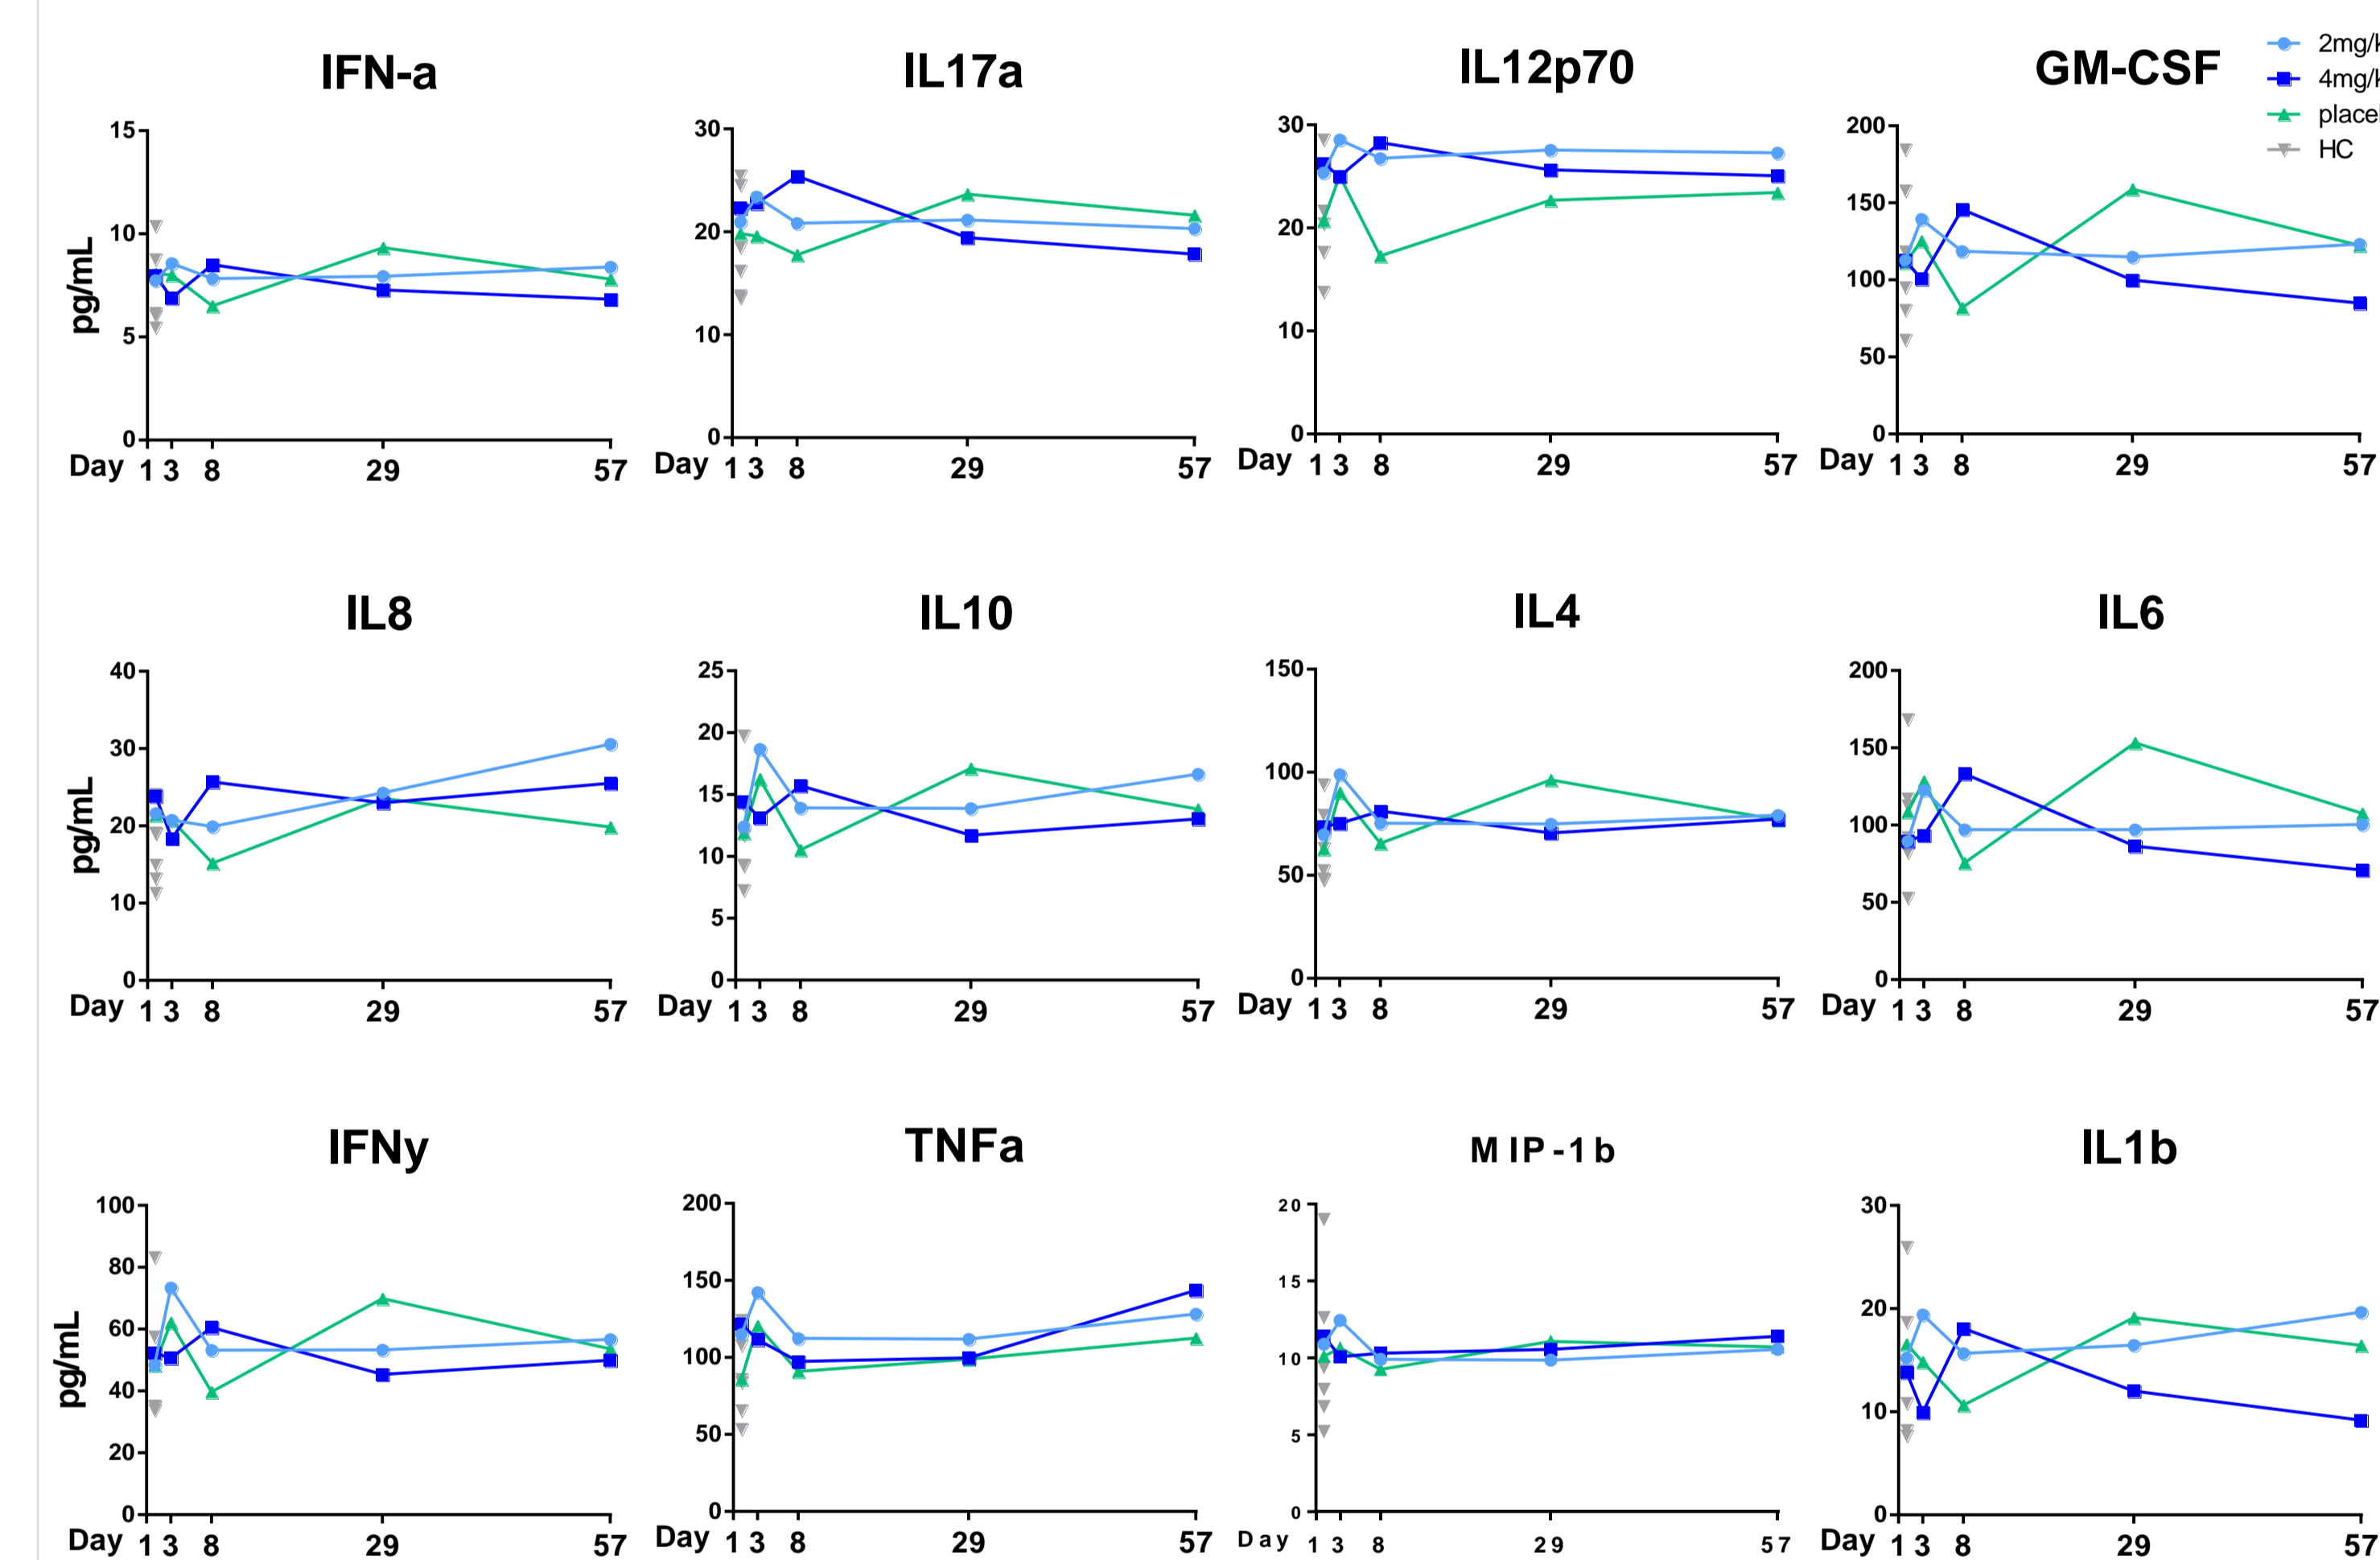 IFN-a IL17a IL12p70 GM-CSF
2mg/k
4mg/k
place
HC
15 30 30 200
10 20 20 150
5 10 10 100
0 0 0 50
0
pg/mL
Day 1 3 8 29 57 Day 1 3 8 29 57 Day 1 3 8 29 57 Day 1 3 8 29 57
IL8 IL10 IL4 IL6
40 25 150 200
30 20 100 150
20 15 50 100
10 10 0 50
0 5 0
0
pg/mL
Day 1 3 8 29 57 Day 1 3 8 29 57 Day 1 3 8 29 57 Day 1 3 8 29 57
IFNy TNFa MIP-1b IL1b
100 200 20 30
80 150 15 20
60 100 10 10
40 50 5 0
20 0 0
0
pg/mL
Day 1 3 8 29 57 Day 1 3 8 29 57 Day 1 3 8 29 57 Day 1 3 8 29 57